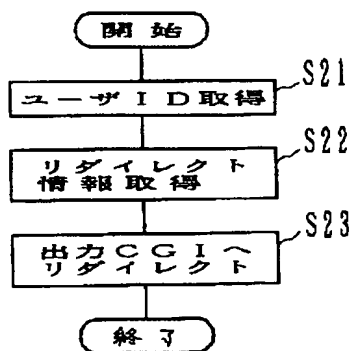 開始
S21
ユーザID取得
S22
リダイレクト
情報取得
S23
出力CGIへ
リダイレクト
終了